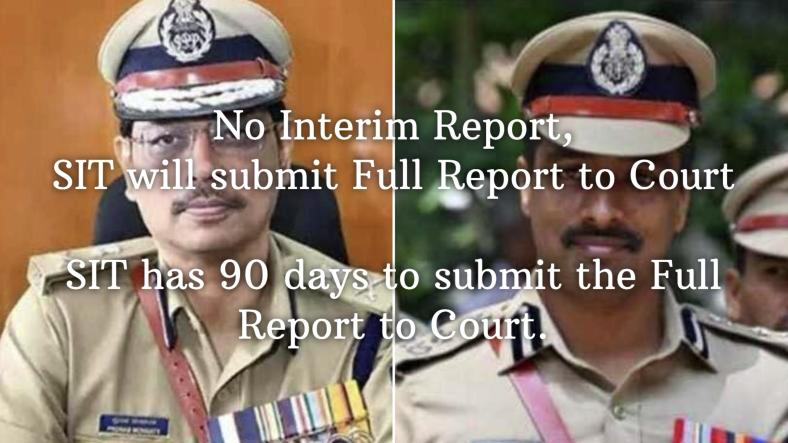 No Interim Report,
SIT will submit Full Report to Court
SIT has 90 days to submit the Full
Report to Court.